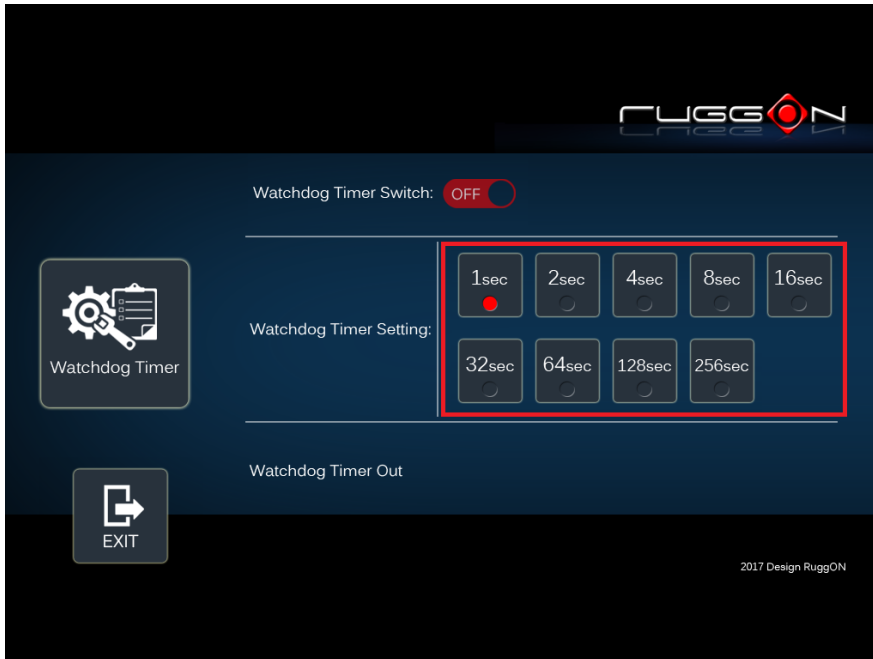 RUGGON
Watchdog Timer Switch: OFF
1sec 2sec 4sec 8sec 16sec
Watchdog Timer Setting:
32sec 64sec 128sec 256sec
Watchdog Timer
Watchdog Timer Out
EXIT
2017 Design RuggON